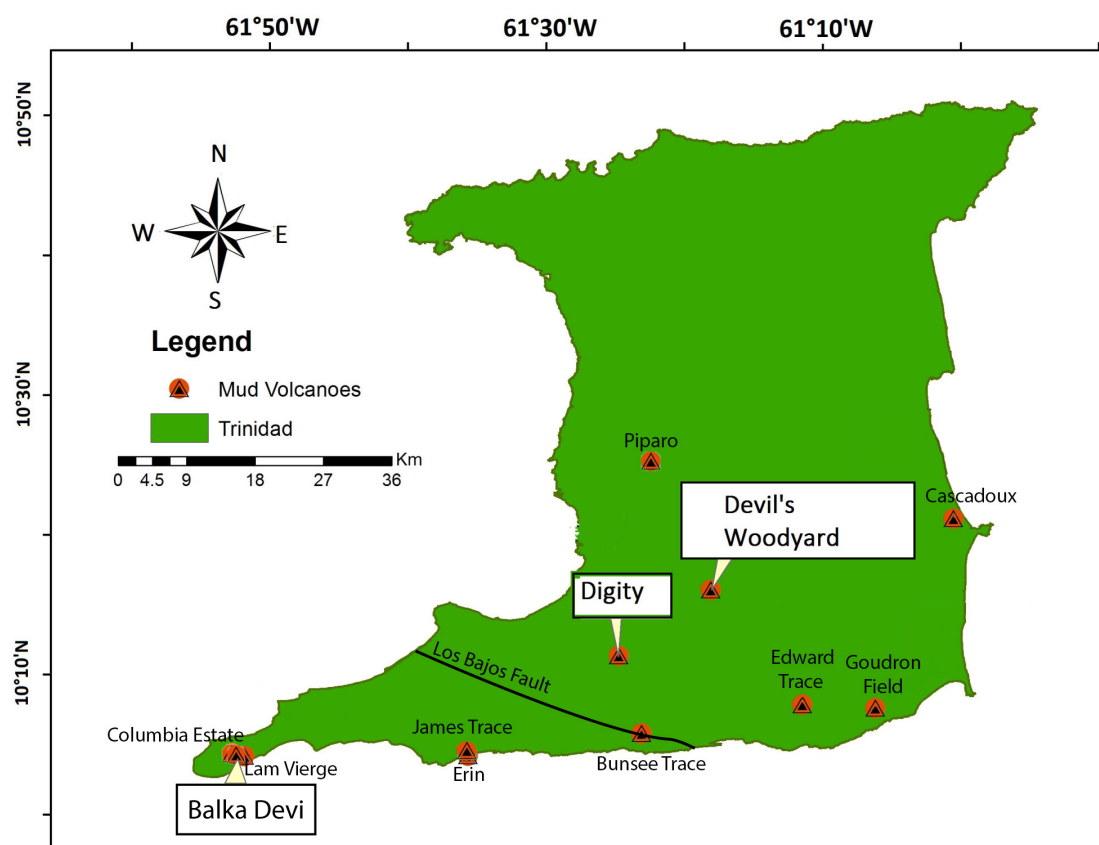 61°50'W 61°30'W 61°10'W
10°50'N
10°30'N
10°10'N
N
W E
S
Legend
Mud Volcanoes
Trinidad
Km
0 4.5 9 18 27 36
Piparo
Devil's
Woodyard
Cascadoux
Digity
Los Bajos Fault
Edward
Trace
Goudron
Field
Columbia Estate
James Trace
Lam Vierge
Erin
Bunsee Trace
Balka Devi